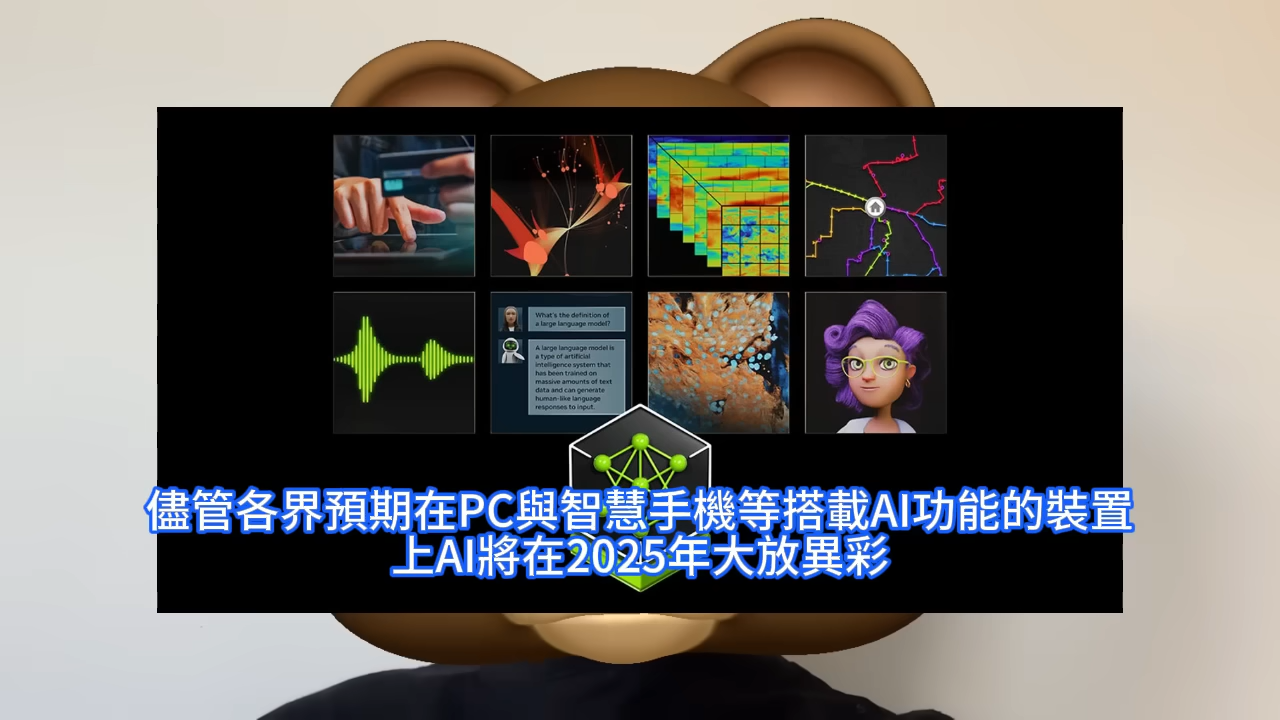 What's the definition of
a large language model?
A large language model is
a type of artificial
intelligence system that
has been trained on
massive amounts of text
data and can generate
human-like language
responses to input.
儘管各界預期在PC與智慧手機等搭載AI功能的裝置
上AI將在2025年大放異彩